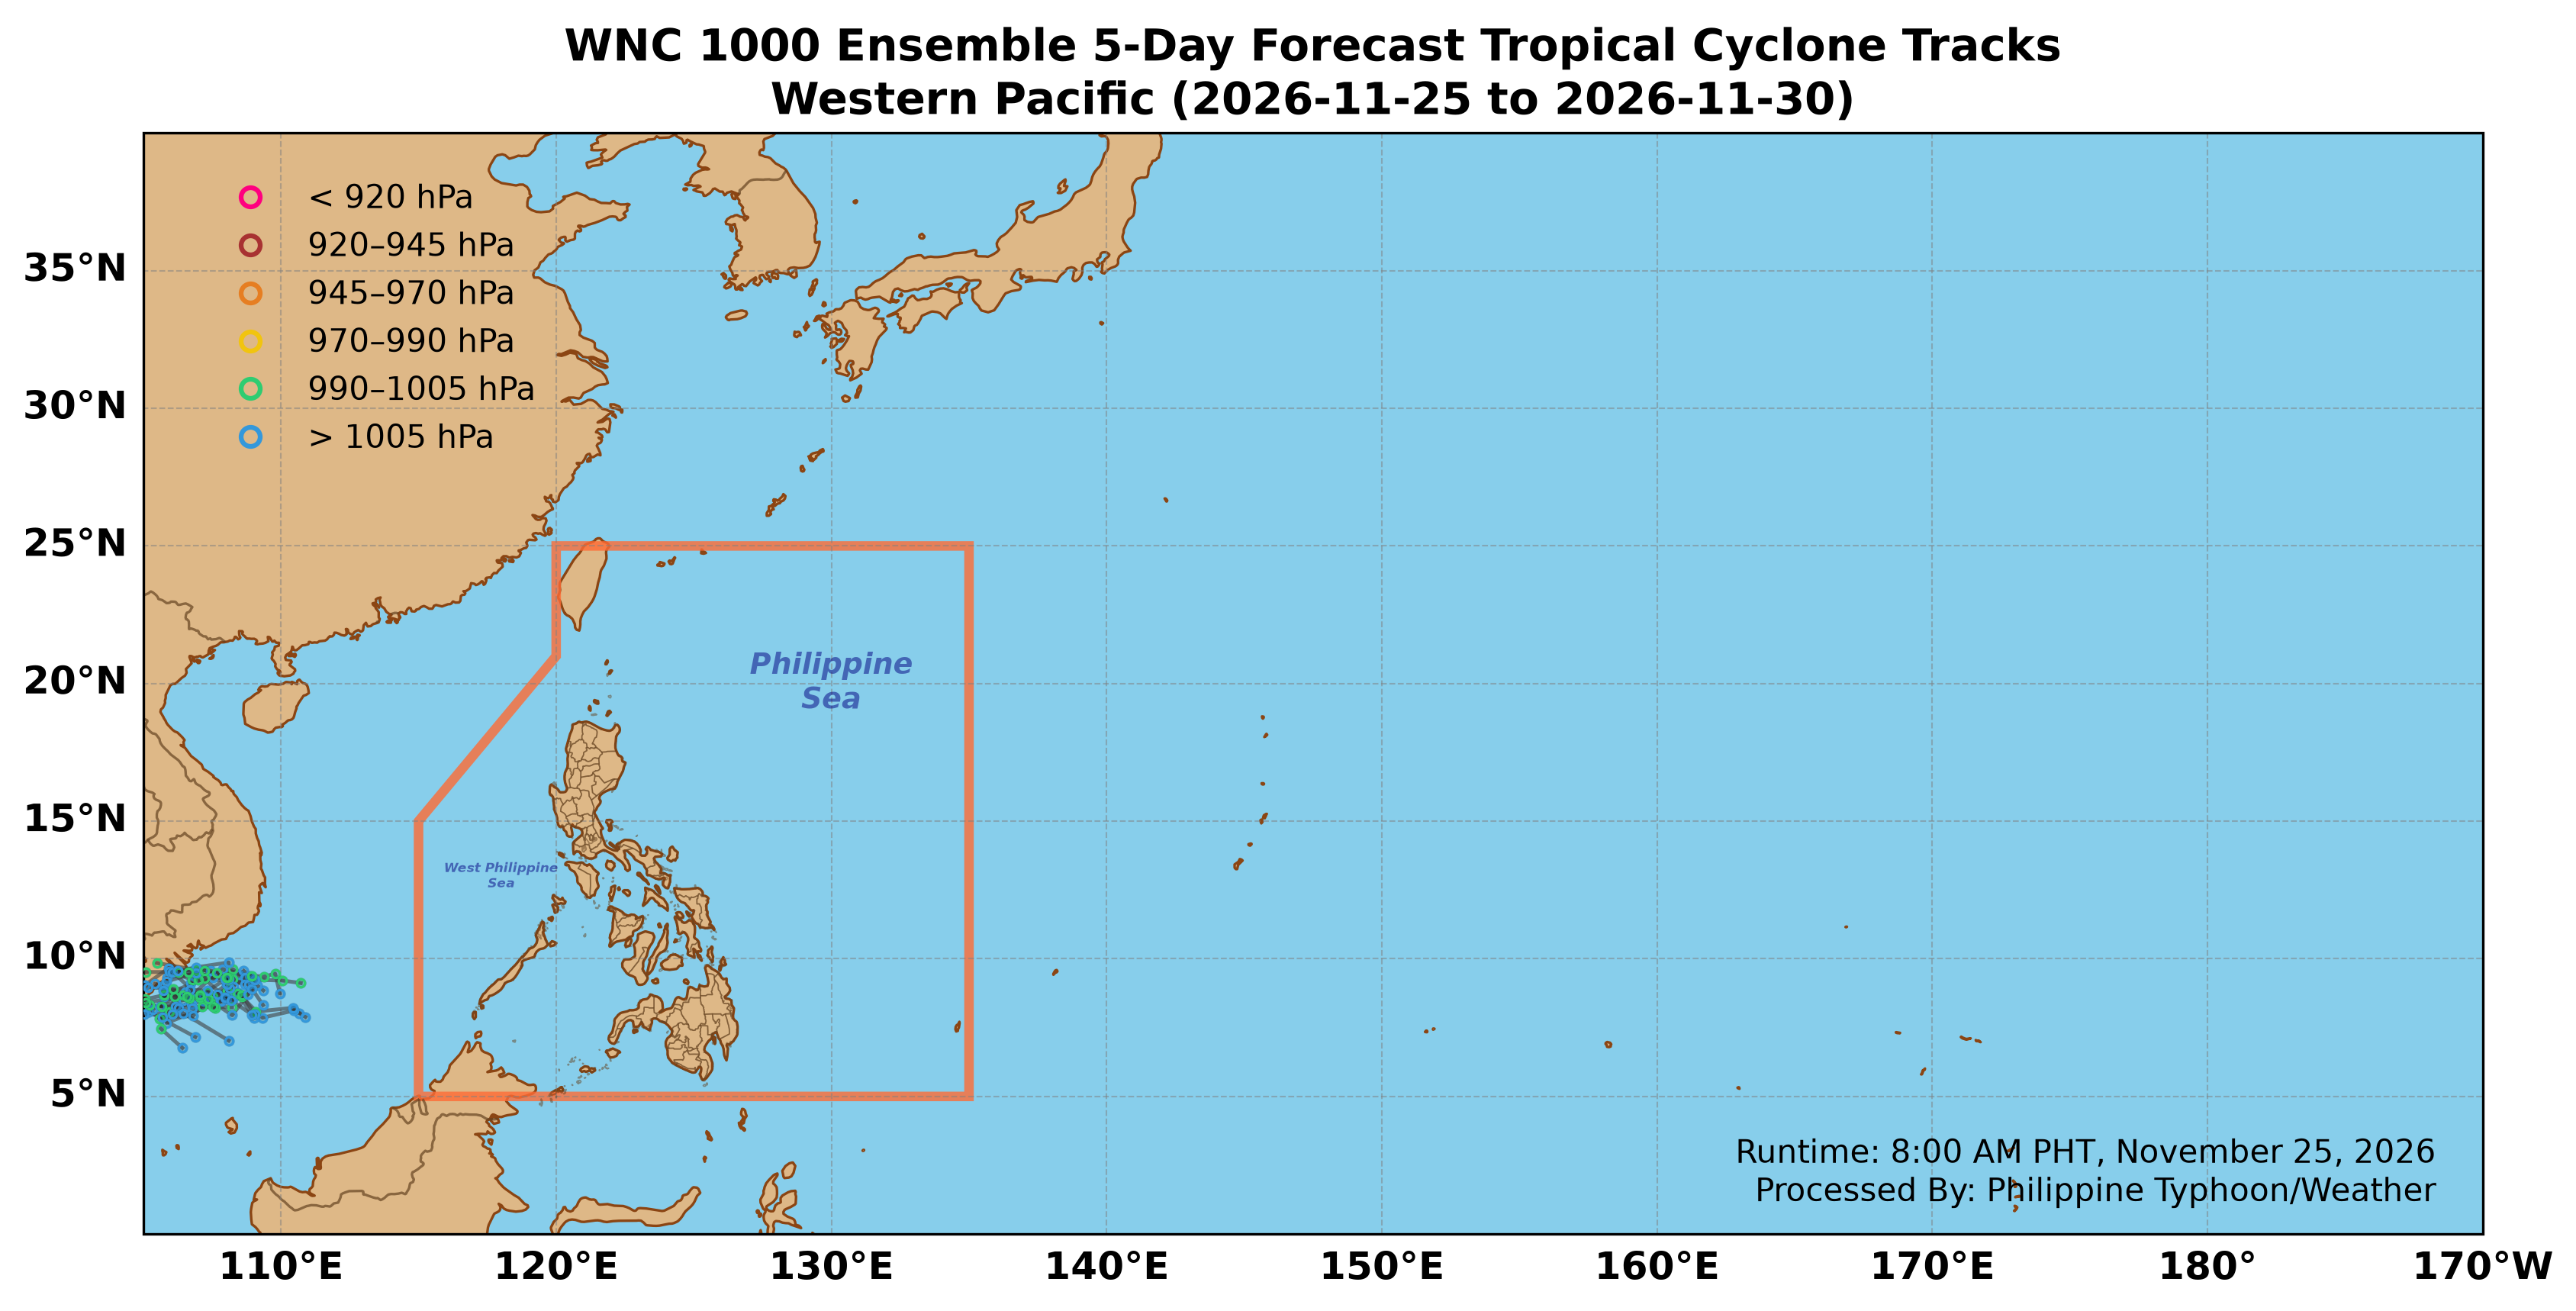 WNC 1000 Ensemble 5-Day Forecast Tropical Cyclone Tracks
Western Pacific (2026-11-25 to 2026-11-30)
< 920 hPa
920–945 hPa
945–970 hPa
970–990 hPa
990–1005 hPa
> 1005 hPa
35°N
30°N
25°N
20°N
15°N
10°N
5°N
Philippine
Sea
West Philippine
Sea
Runtime: 8:00 AM PHT, November 25, 2026
Processed By: Philippine Typhoon/Weather
110°E
120°E
130°E
140°E
150°E
160°E
170°E
180°
170°W